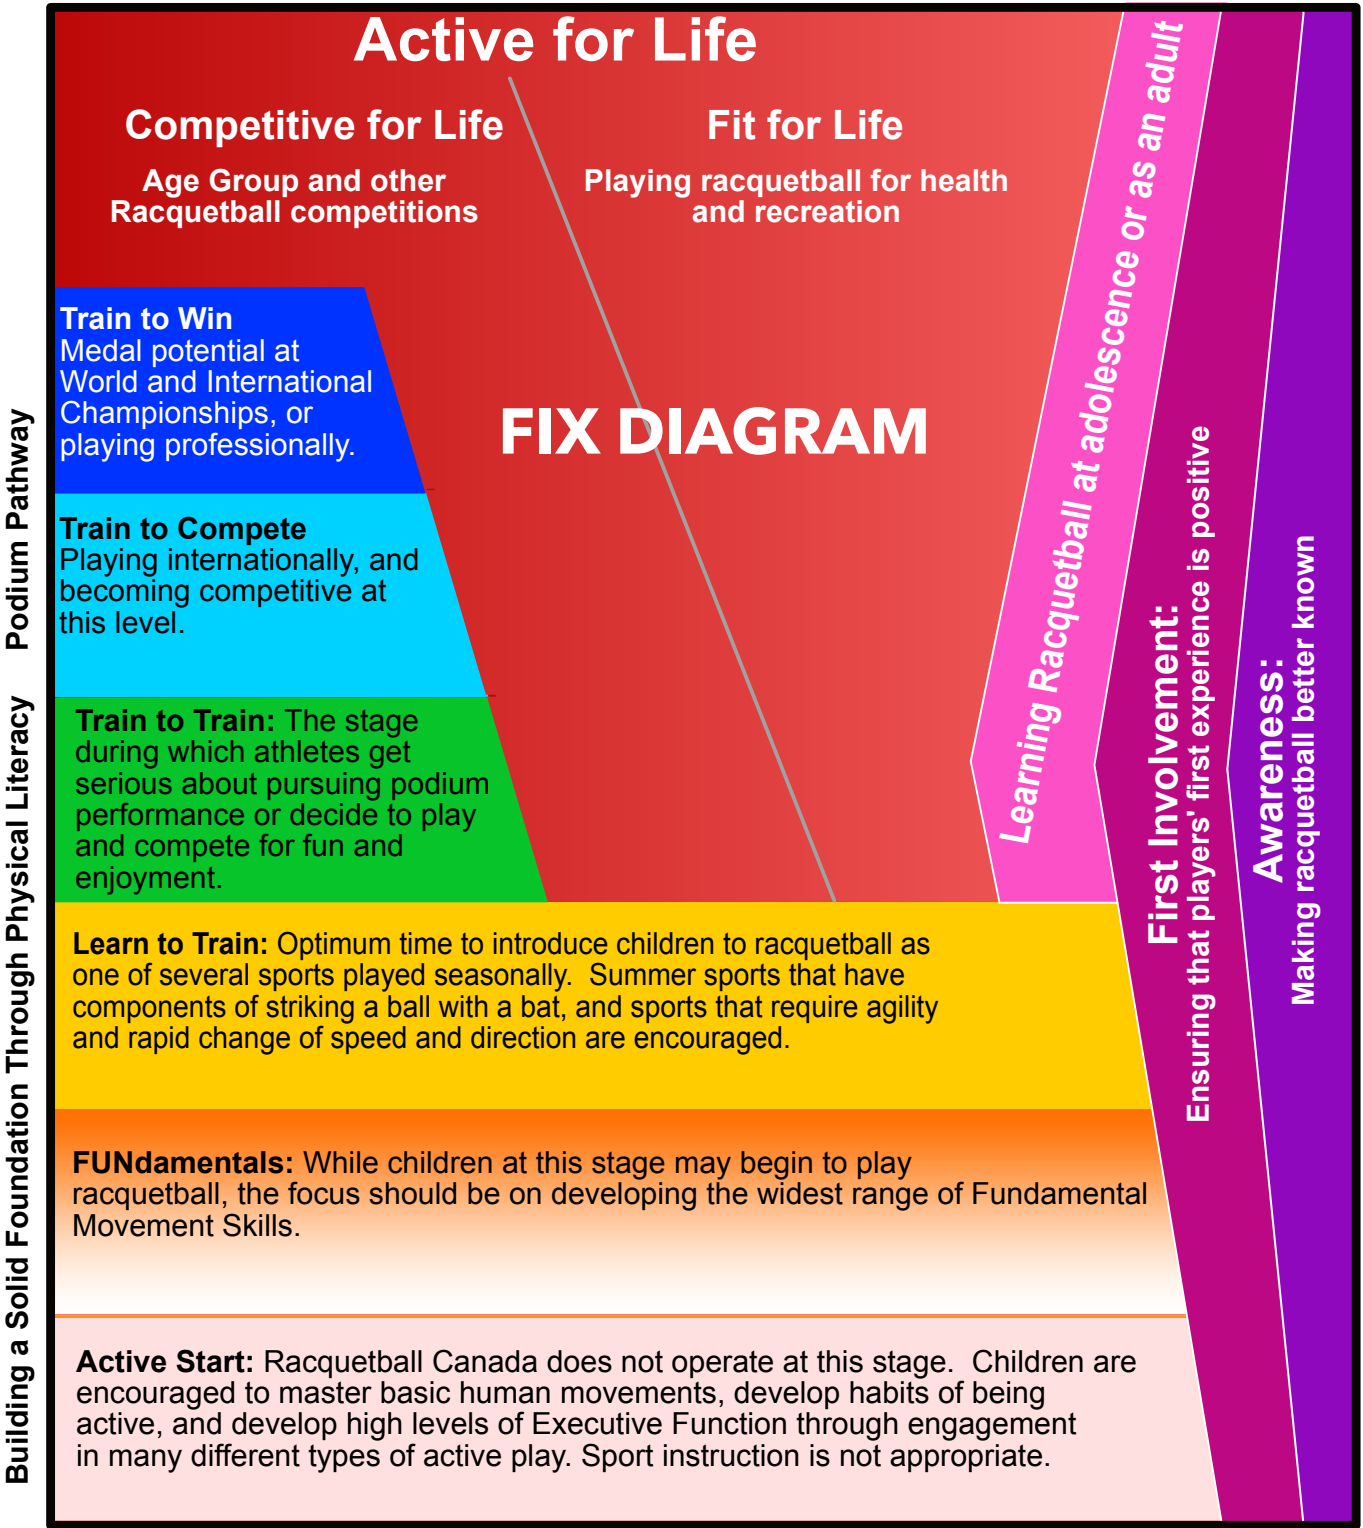 Active for Life
Competitive for Life
Age Group and other
Racquetball competitions
Fit for Life
Playing racquetball for health
and recreation
Train to Win
Medal potential at
World and International
Championships, or
playing professionally.
FIX DIAGRAM
Train to Compete
Playing internationally, and
becoming competitive at
this level.
Train to Train: The stage
during which athletes get
serious about pursuing podium
performance or decide to play
and compete for fun and
enjoyment.
Learn to Train: Optimum time to introduce children to racquetball as
one of several sports played seasonally.  Summer sports that have
components of striking a ball with a bat, and sports that require agility
and rapid change of speed and direction are encouraged.
FUNdamentals: While children at this stage may begin to play
racquetball, the focus should be on developing the widest range of Fundamental
Movement Skills.
Active Start: Racquetball Canada does not operate at this stage.  Children are
encouraged to master basic human movements, develop habits of being
active, and develop high levels of Executive Function through engagement
in many different types of active play. Sport instruction is not appropriate.
Podium Pathway
Building a Solid Foundation Through Physical Literacy
Learning Racquetball at adolescence or as an adult
First Involvement:
Ensuring that players' first experience is positive
Awareness:
Making racquetball better known